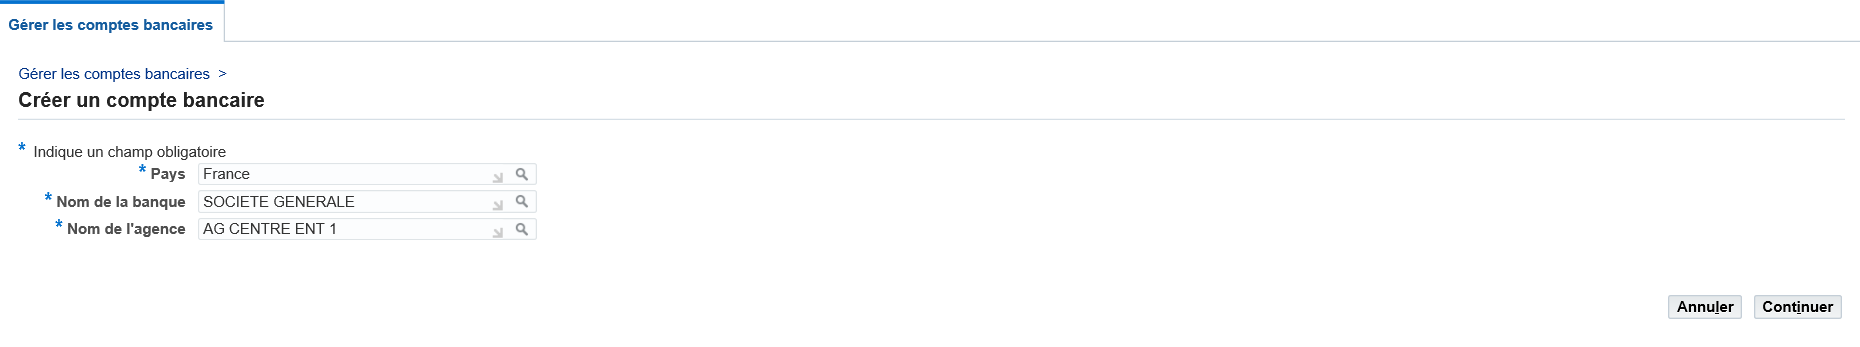 Gérer les comptes bancaires
Gérer les comptes bancaires >
Créer un compte bancaire
* Indique un champ obligatoire
* Pays France
* Nom de la banque SOCIETE GENERALE
* Nom de l'agence AG CENTRE ENT 1
Annuler Continuer